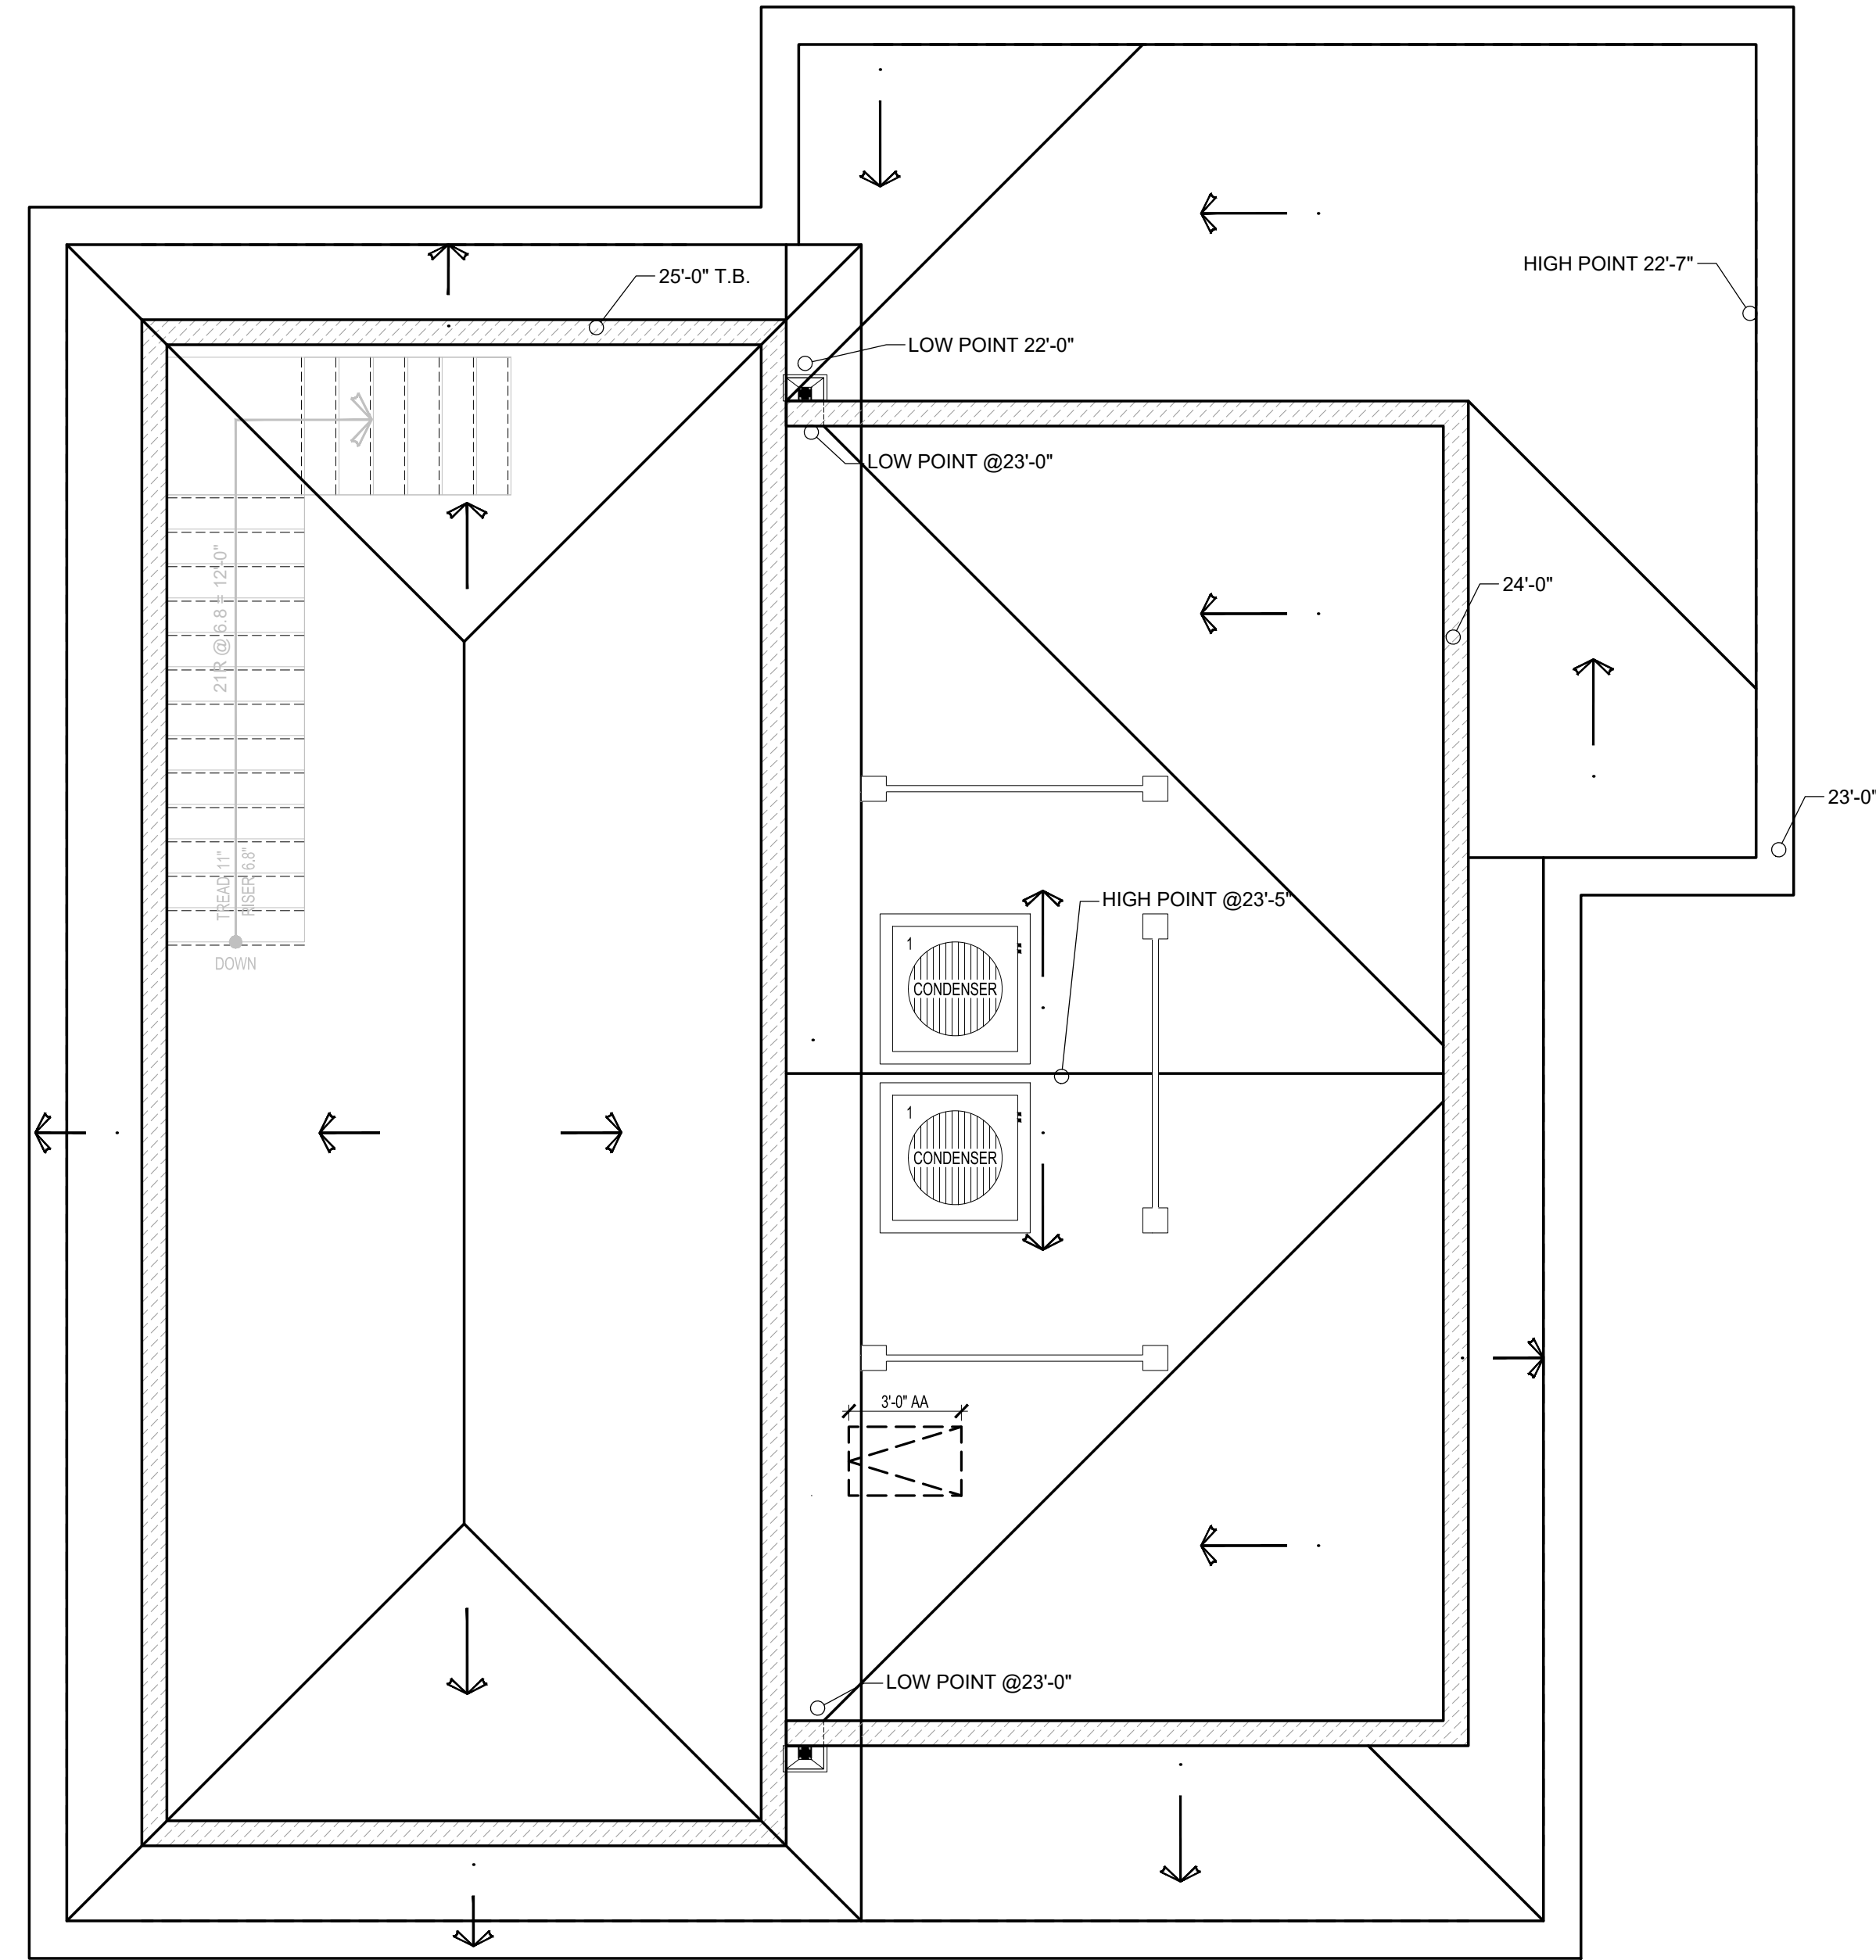 HIGH POINT 22'-7"
25'-0" T.B.
LOW POINT 22'-0"
LOW POINT @23'-0"
21R @ 6.8 = 12'-0"
24'-0"
23'-0"
TREAD 11"
RISER 6.8"
HIGH POINT @23'-5"
1
CONDENSER
DOWN
1
CONDENSER
3'-0" AA
LOW POINT @23'-0"